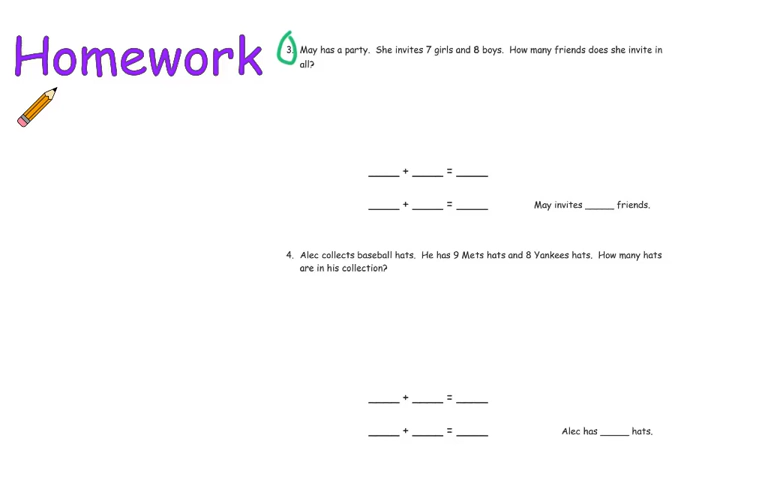 Homework
3. May has a party. She invites 7 girls and 8 boys. How many friends does she invite in
all?
_____ + _____ = _____
_____ + _____ = _____ May invites _____ friends.
4. Alec collects baseball hats. He has 9 Mets hats and 8 Yankees hats. How many hats
are in his collection?
_____ + _____ = _____
_____ + _____ = _____ Alec has _____ hats.